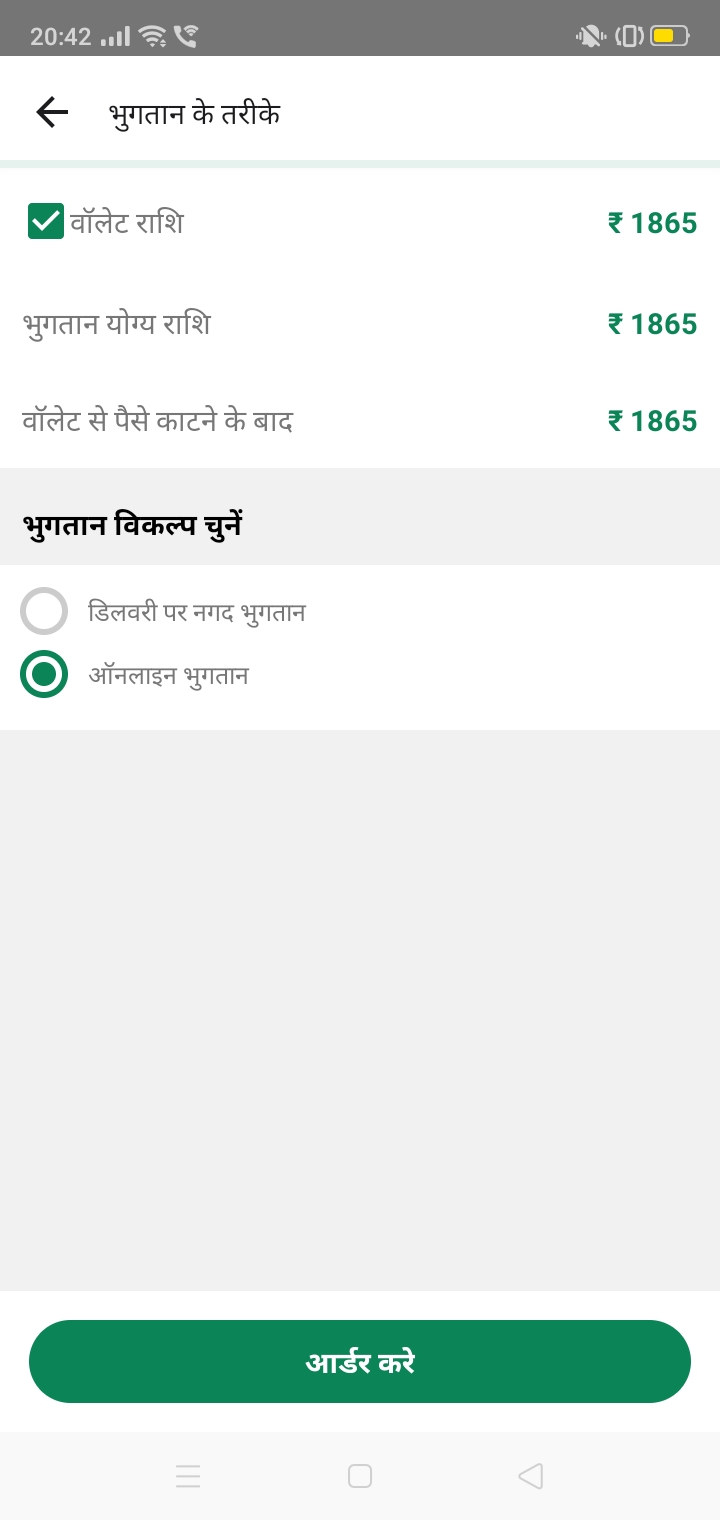 20:42
भुगतान के तरीके
वॉलेट राशि ₹ 1865
भुगतान योग्य राशि ₹ 1865
वॉलेट से पैसे काटने के बाद ₹ 1865
भुगतान विकल्प चुनें
डिलवरी पर नगद भुगतान
ऑनलाइन भुगतान
आर्डर करे